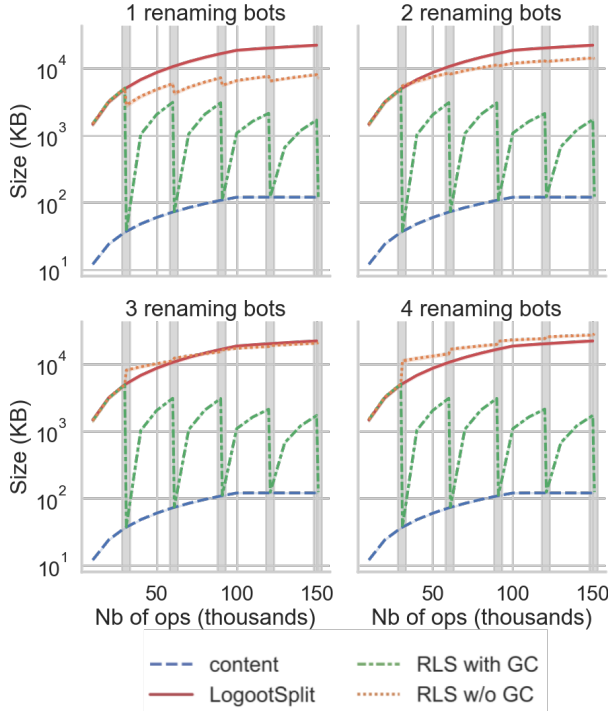 1 renaming bots
2 renaming bots
Size (KB)
10^4
10^3
10^2
10^1
3 renaming bots
4 renaming bots
Size (KB)
10^4
10^3
10^2
10^1
50 100 150
50 100 150
Nb of ops (thousands)
Nb of ops (thousands)
content
LogootSplit
RLS with GC
RLS w/o GC